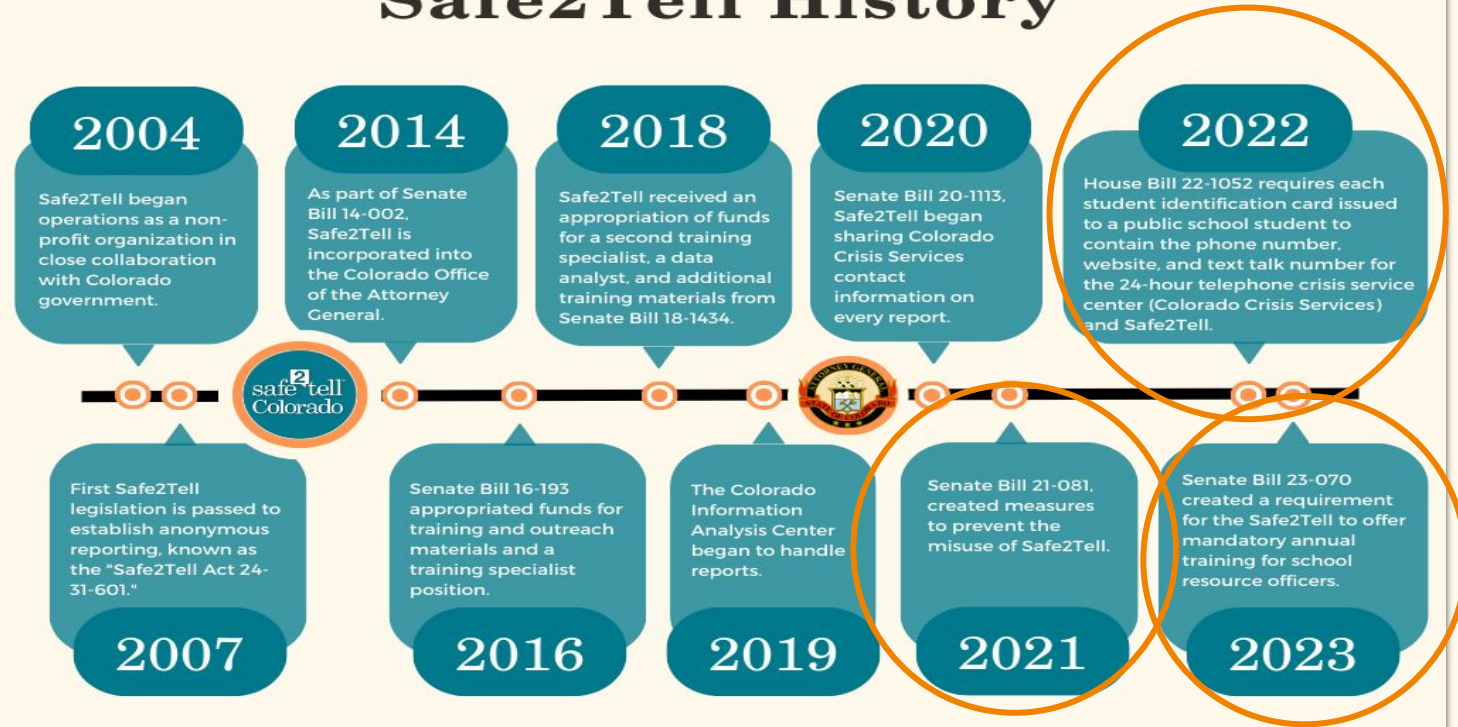 Safe2Tell History
2004
Safe2Tell began
operations as a non-
profit organization in
close collaboration
with Colorado
government.
2014
As part of Senate
Bill 14-002,
Safe2Tell is
incorporated into
the Colorado Office
of the Attorney
General.
2018
Safe2Tell received an
appropriation of funds
for a second training
specialist, a data
analyst, and additional
training materials from
Senate Bill 18-1434.
2020
Senate Bill 20-1113,
Safe2Tell began
sharing Colorado
Crisis Services
contact
information on
every report.
2022
House Bill 22-1052 requires each
student identification card issued
to a public school student to
contain the phone number,
website, and text talk number for
the 24-hour telephone crisis service
center (Colorado Crisis Services)
and Safe2Tell.
safe2tell
Colorado
ATTORNEY GENERAL
STATE OF COLORADO
First Safe2Tell
legislation is passed to
establish anonymous
reporting, known as
the "Safe2Tell Act 24-
31-601."
2007
Senate Bill 16-193
appropriated funds for
training and outreach
materials and a
training specialist
position.
2016
The Colorado
Information
Analysis Center
began to handle
reports.
2019
Senate Bill 21-081,
created measures
to prevent the
misuse of Safe2Tell.
2021
Senate Bill 23-070
created a requirement
for the Safe2Tell to offer
mandatory annual
training for school
resource officers.
2023